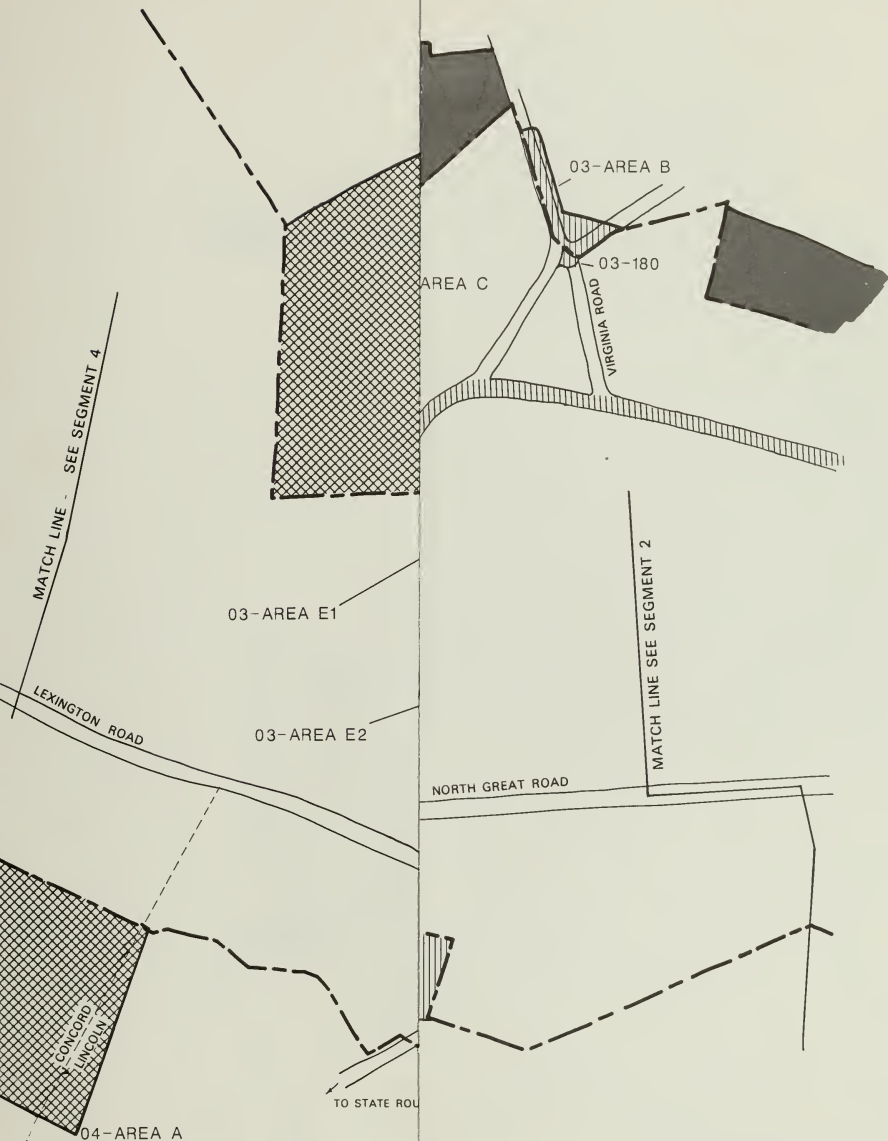 03-AREA B
03-180
AREA C
VIRGINIA ROAD
MATCH LINE - SEE SEGMENT 4
03-AREA E1
MATCH LINE SEE SEGMENT 2
LEXINGTON ROAD
03-AREA E2
NORTH GREAT ROAD
CONCORD
LINCOLN
TO STATE ROU
04-AREA A